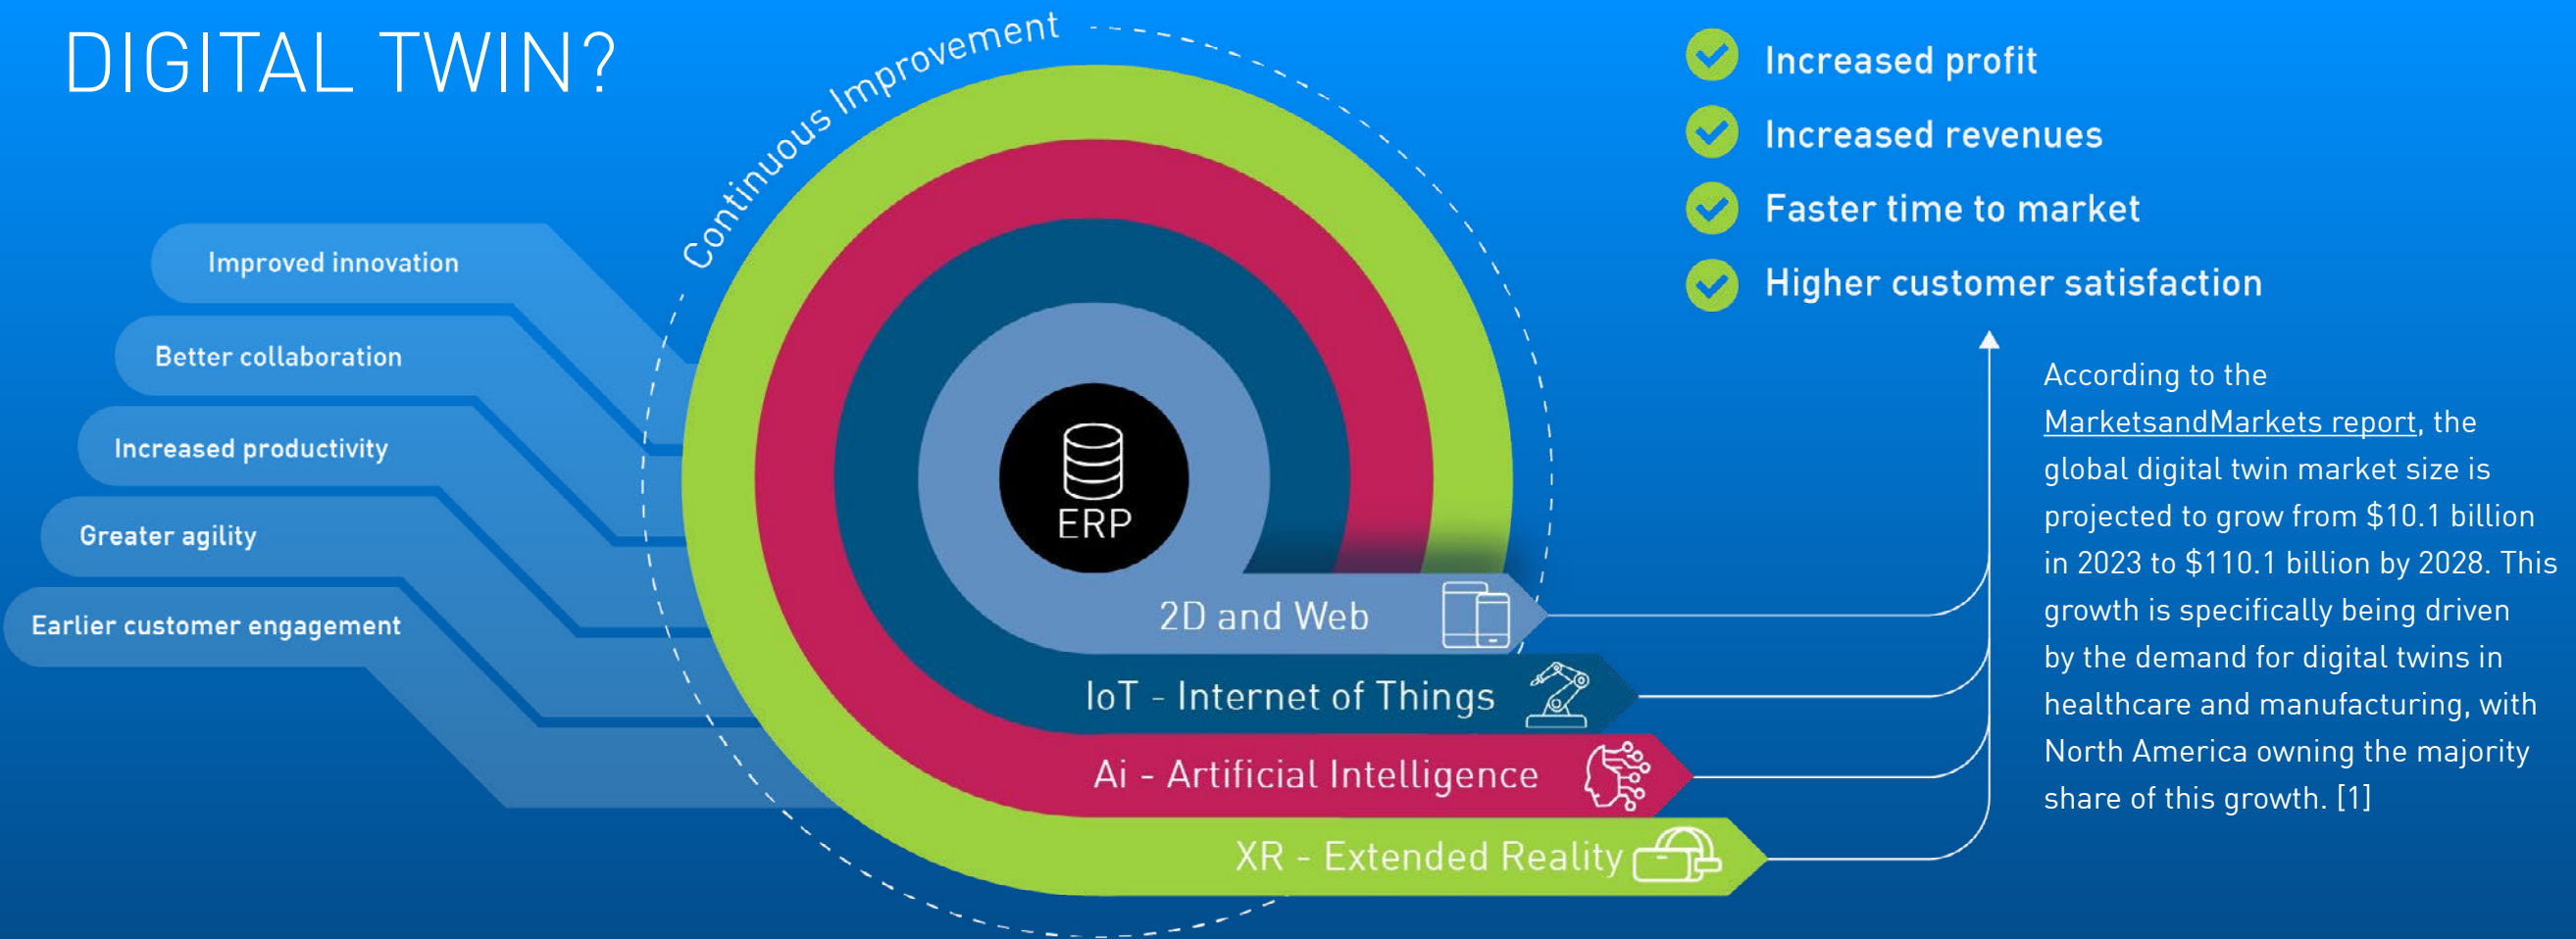 DIGITAL TWIN?
Continuous Improvement
Improved innovation
Better collaboration
Increased productivity
Greater agility
Earlier customer engagement
ERP
2D and Web
IoT - Internet of Things
Ai - Artificial Intelligence
XR - Extended Reality
Increased profit
Increased revenues
Faster time to market
Higher customer satisfaction
According to the
MarketsandMarkets report, the
global digital twin market size is
projected to grow from $10.1 billion
in 2023 to $110.1 billion by 2028. This
growth is specifically being driven
by the demand for digital twins in
healthcare and manufacturing, with
North America owning the majority
share of this growth. [1]